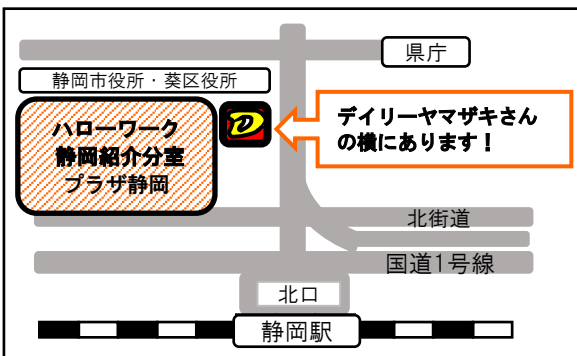 県庁
静岡市役所・葵区役所
ハローワーク
静岡紹介分室
プラザ静岡
D
デイリーヤマザキさん
の横にあります！
北街道
国道1号線
北口
静岡駅